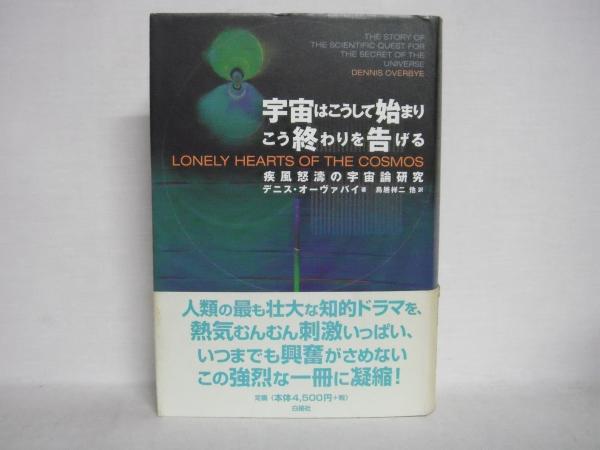 THE STORY OF
THE SCIENTIFIC QUEST FOR
THE SECRET OF THE
UNIVERSE
DENNIS OVERBYE
宇宙はこうして始まり
こう終わりを告げる
LONELY HEARTS OF THE COSMOS
疾風怒濤の宇宙論研究
デニス・オーヴァバイ 著 鳥居祥二 他 訳
人類の最も壮大な知的ドラマを、
熱気むんむん刺激いっぱい、
いつまでも興奮がさめない
この強烈な一冊に凝縮!
定価(本体4,500円+税)
白揚社